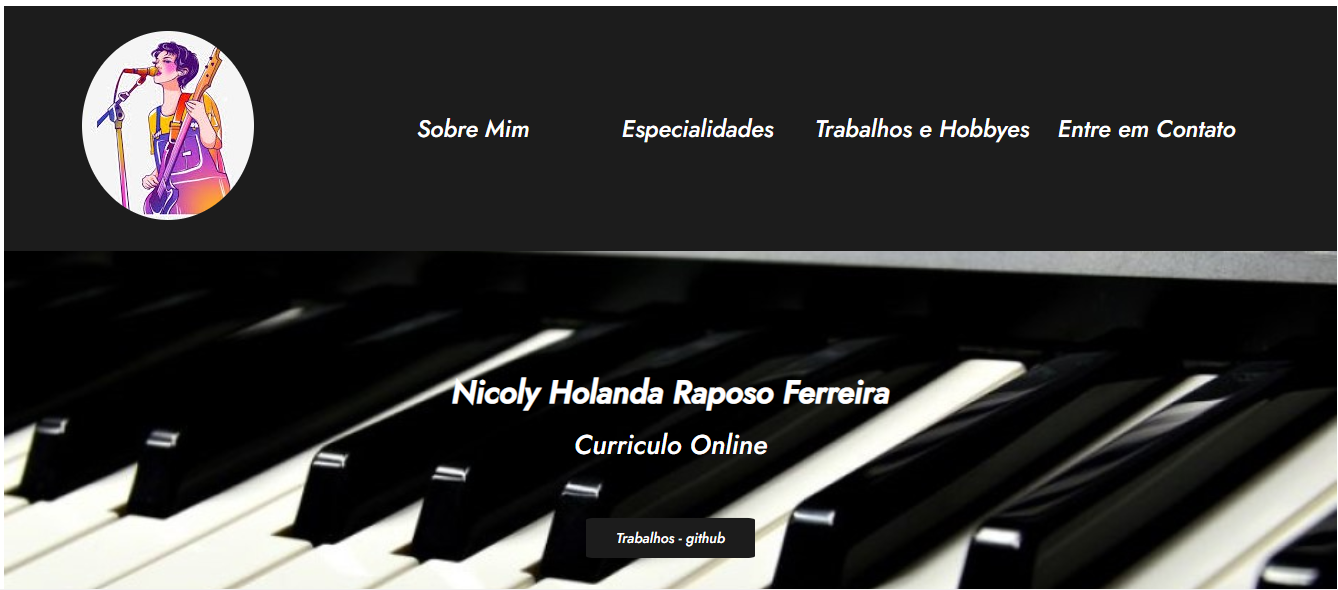 Sobre Mim
Especialidades
Trabalhos e Hobbyes
Entre em Contato
Nicoly Holanda Raposo Ferreira
Curriculo Online
Trabalhos - github